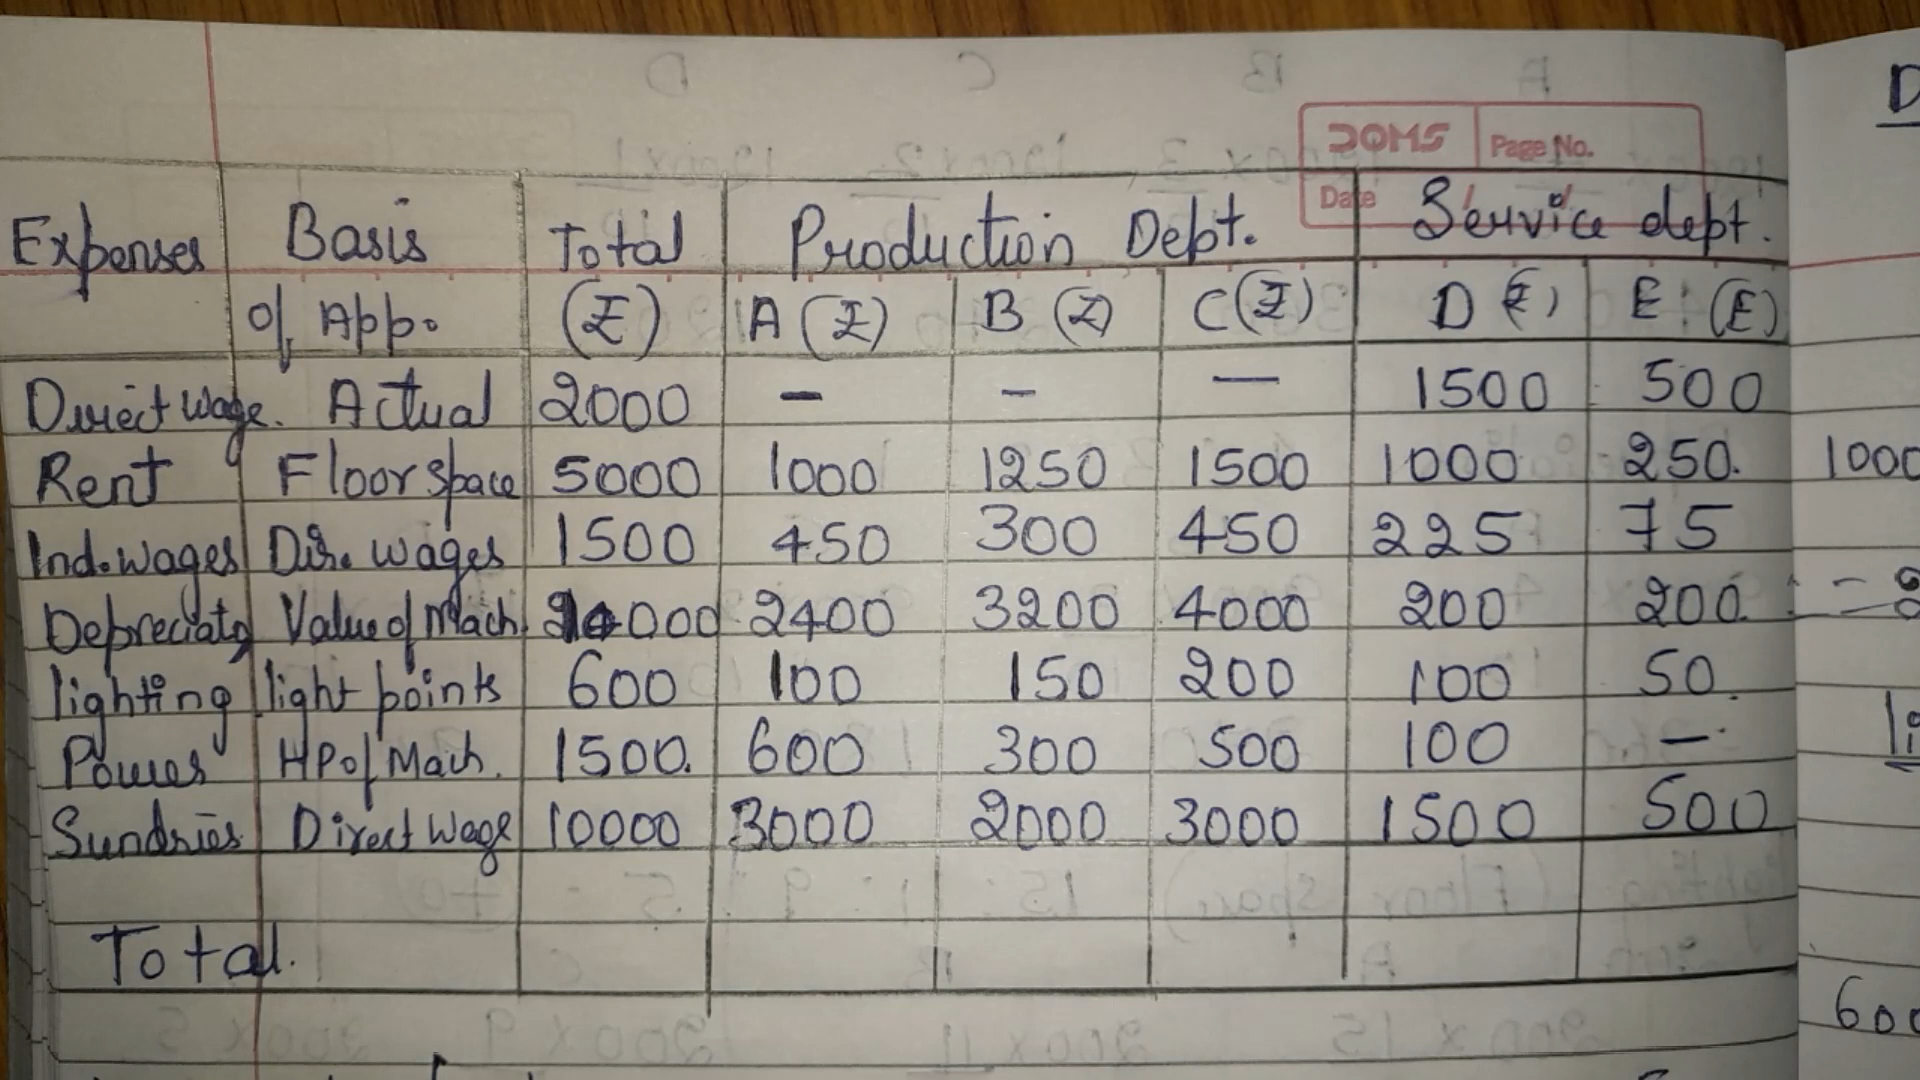 DOMS Page No.
Date
Expenses Basis of App. Total (₹) Production Dept. Service dept.
A (₹) B (₹) C (₹) D (₹) E (₹)
Direct wage. Actual 2000 — — — 1500 500
Rent Floor space 5000 1000 1250 1500 1000 250.
Ind. wages Dir. wages 1500 450 300 450 225 75
Value of Mach. 2400 3200 4000 200 200.
lighting light points 600 100 150 200 100 50.
Power HP of Mach. 1500. 600 300 500 100 —
Sundries Direct Wage 10000 3000 2000 3000 1500 500
Total.